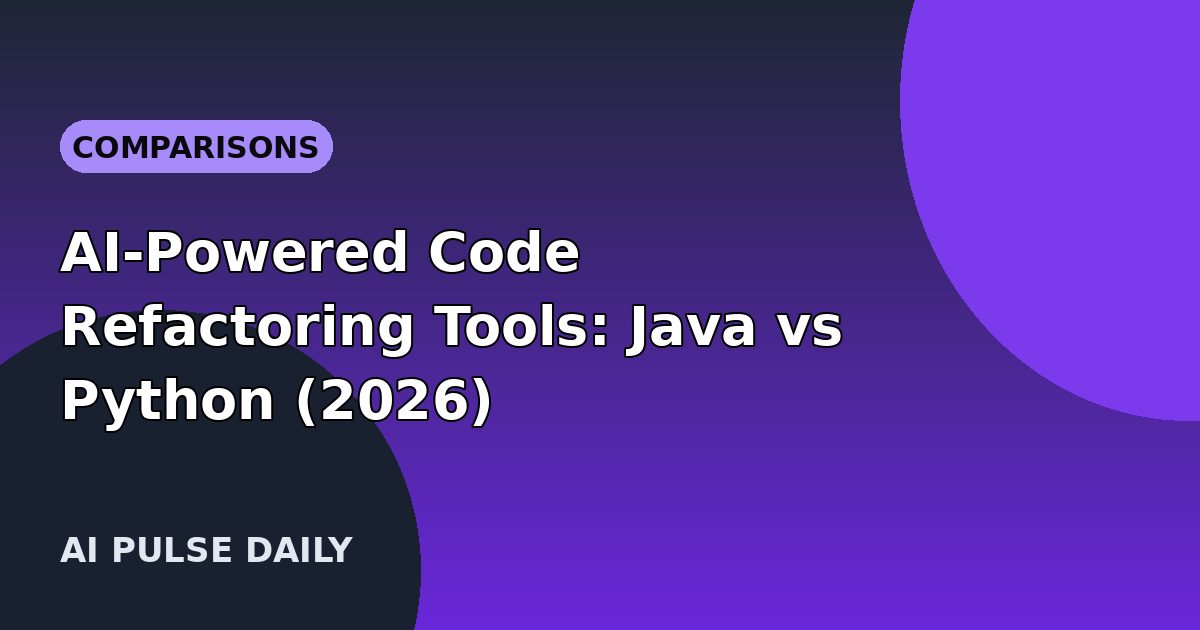 COMPARISONS
AI-Powered Code
Refactoring Tools: Java vs
Python (2026)
AI PULSE DAILY